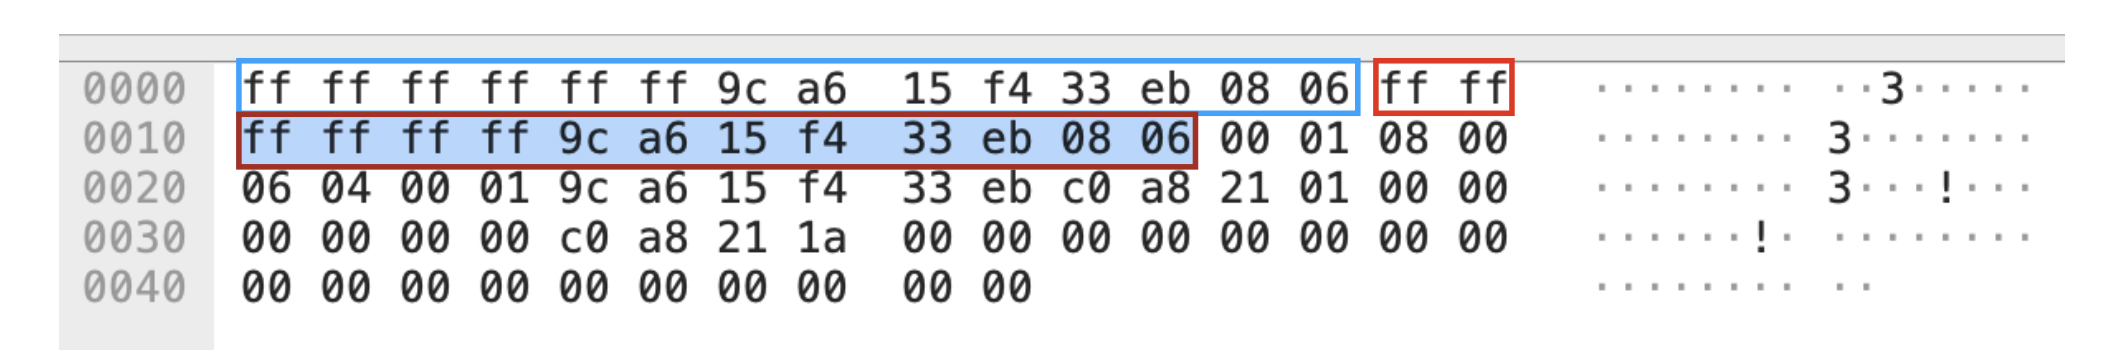 0000 ff ff ff ff ff ff 9c a6 15 f4 33 eb 08 06 ff ff ········ ··3·····
0010 ff ff ff ff 9c a6 15 f4 33 eb 08 06 00 01 08 00 ········ 3·······
0020 06 04 00 01 9c a6 15 f4 33 eb c0 a8 21 01 00 00 ········ 3···!···
0030 00 00 00 00 c0 a8 21 1a 00 00 00 00 00 00 00 00 ······!· ········
0040 00 00 00 00 00 00 00 00 00 00 ········ ··